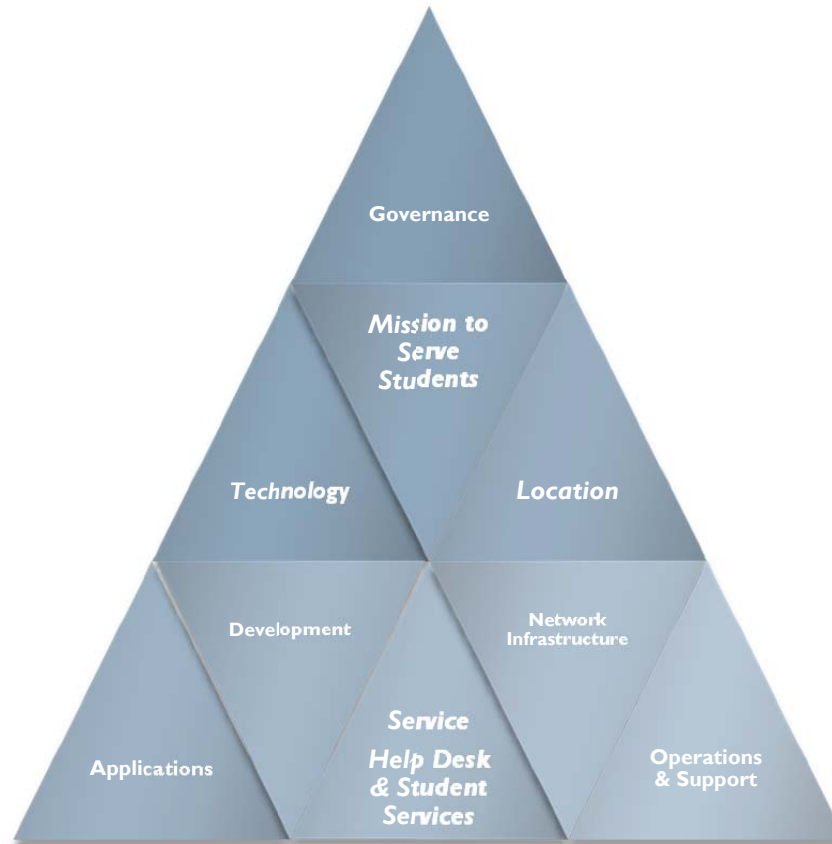 Governance
Mission to
Serve
Students
Technology
Location
Development
Network
Infrastructure
Applications
Service
Help Desk
& Student
Services
Operations
& Support